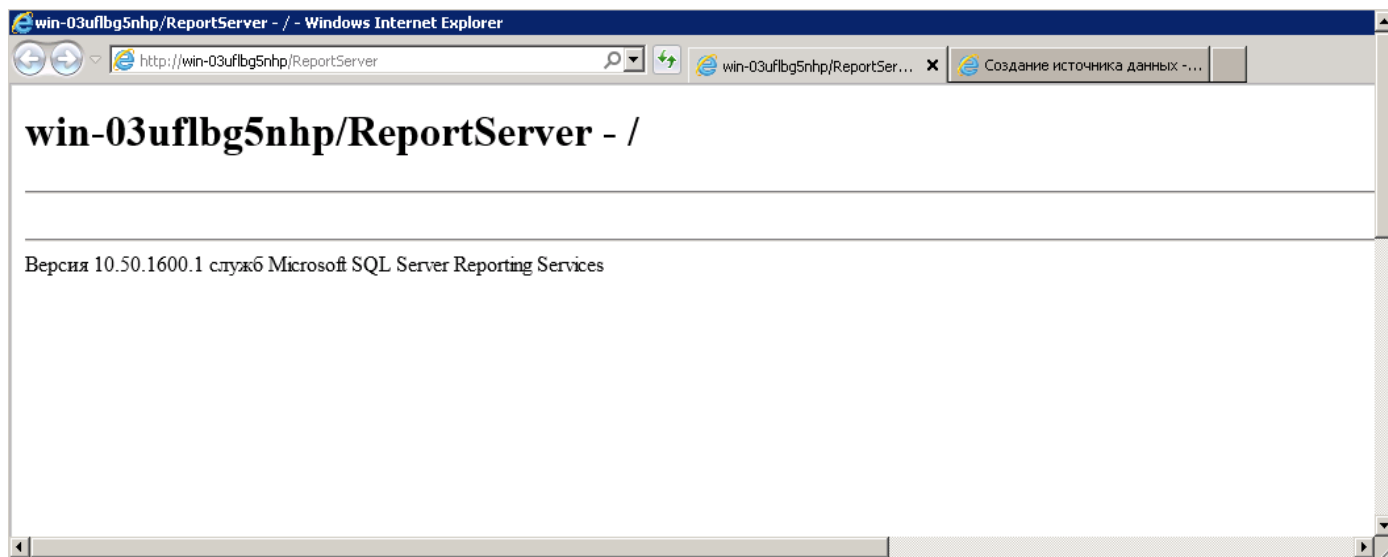 win-03uflbg5nhp/ReportServer - / - Windows Internet Explorer
http://win-03uflbg5nhp/ReportServer
win-03uflbg5nhp/ReportSer...
Создание источника данных -...
win-03uflbg5nhp/ReportServer - /
Версия 10.50.1600.1 служб Microsoft SQL Server Reporting Services